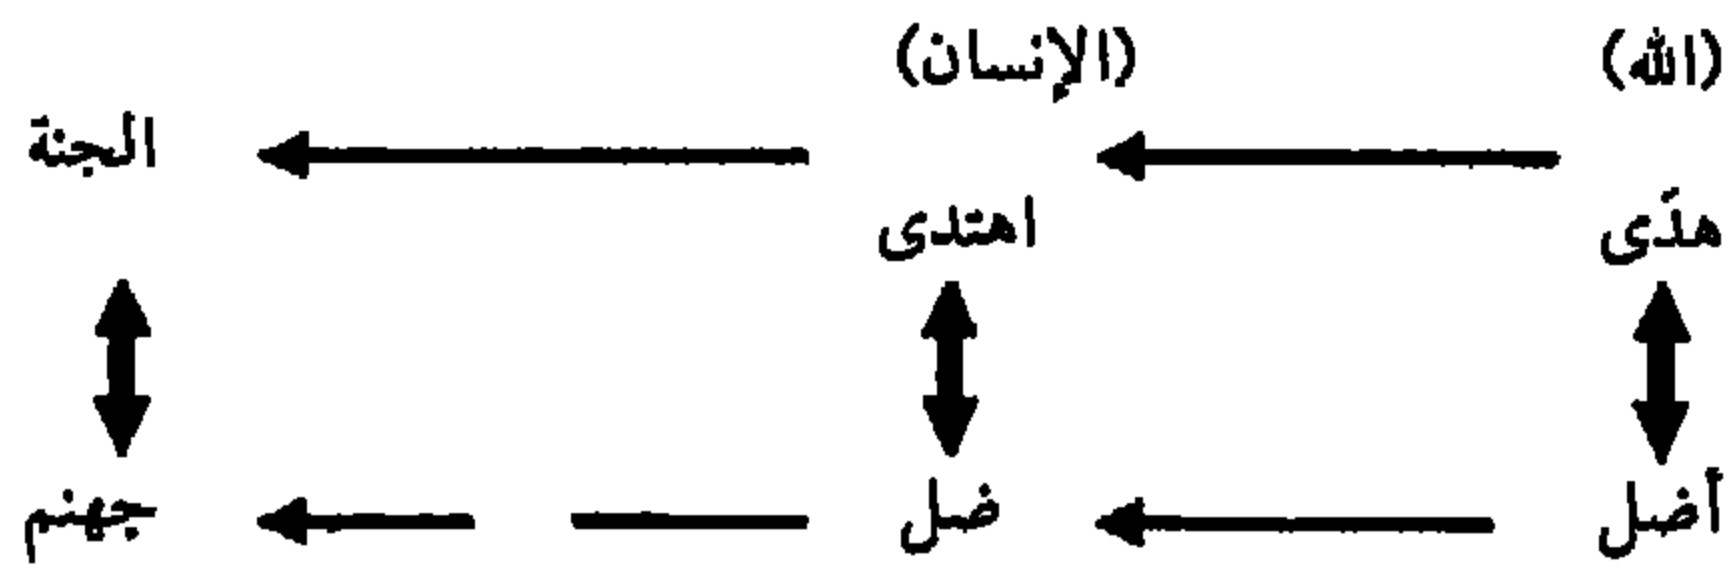 (الله) (الإنسان)
الجنة
هدَى اهتدى
أضل ضل جهنم